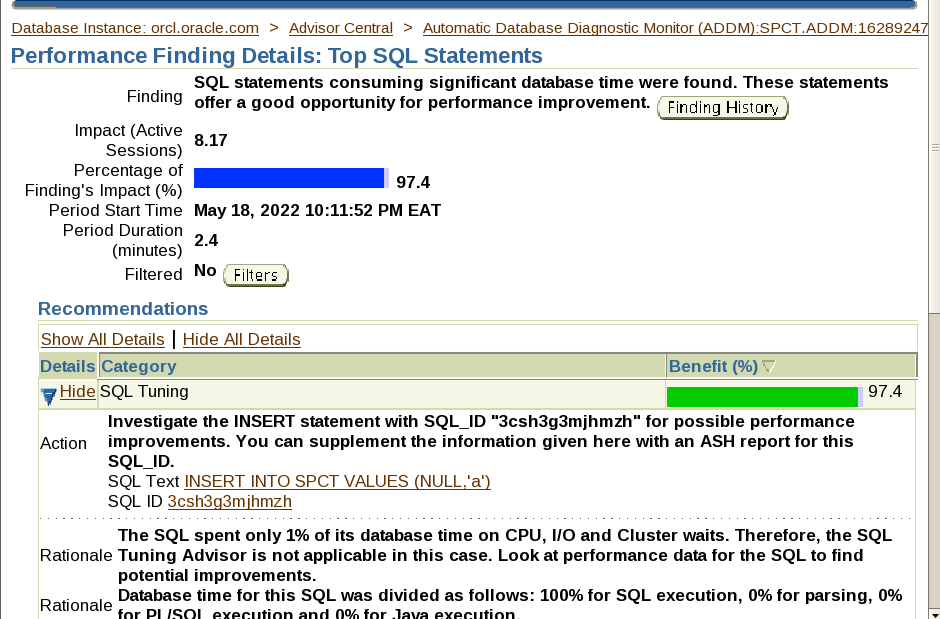 Database Instance: orcl.oracle.com > Advisor Central > Automatic Database Diagnostic Monitor (ADDM):SPCT.ADDM:16289247
Performance Finding Details: Top SQL Statements
Finding SQL statements consuming significant database time were found. These statements
offer a good opportunity for performance improvement. Finding History
Impact (Active
Sessions) 8.17
Percentage of
Finding's Impact (%) 97.4
Period Start Time May 18, 2022 10:11:52 PM EAT
Period Duration
(minutes) 2.4
Filtered No Filters
Recommendations
Show All Details | Hide All Details
Details Category Benefit (%)
Hide SQL Tuning 97.4
Action Investigate the INSERT statement with SQL_ID "3csh3g3mjhmzh" for possible performance
improvements. You can supplement the information given here with an ASH report for this
SQL_ID.
SQL Text INSERT INTO SPCT VALUES (NULL,'a')
SQL ID 3csh3g3mjhmzh
Rationale The SQL spent only 1% of its database time on CPU, I/O and Cluster waits. Therefore, the SQL
Tuning Advisor is not applicable in this case. Look at performance data for the SQL to find
potential improvements.
Rationale Database time for this SQL was divided as follows: 100% for SQL execution, 0% for parsing, 0%
for PL/SQL execution and 0% for Java execution.